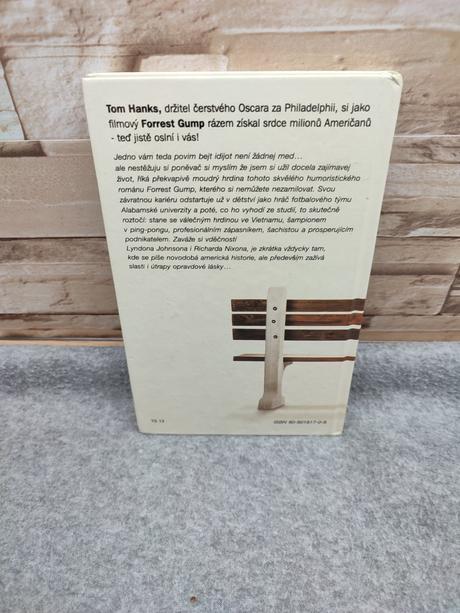 Tom Hanks, držitel čerstvého Oscara za Philadelphii, si jako
filmový Forrest Gump rázem získal srdce milionů Američanů
- teď jistě oslní i vás!
Jedno vám teda povim bejt idijot není žádnej med…
ale nestěžuju si poněvač si myslím že jsem si užil docela zajímavej
život, říká překvapivě moudrý hrdina tohoto skvělého humoristického
románu Forrest Gump, kterého si nemůžete nezamilovat. Svou
závratnou kariéru odstartuje už v dětství jako hráč fotbalového týmu
Alabamské univerzity a poté, co ho vyhodí ze studií, to skutečně
roztočí: stane se válečným hrdinou ve Vietnamu, šampionem
v ping-pongu, profesionálním zápasníkem, šachistou a prosperujícím
podnikatelem. Zaváže si vděčností
Lyndona Johnsona i Richarda Nixona, je zkrátka vždycky tam,
kde se píše novodobá americká historie, ale především zažívá
slasti i útrapy opravdové lásky…
TS 13
ISBN 80-901817-0-8